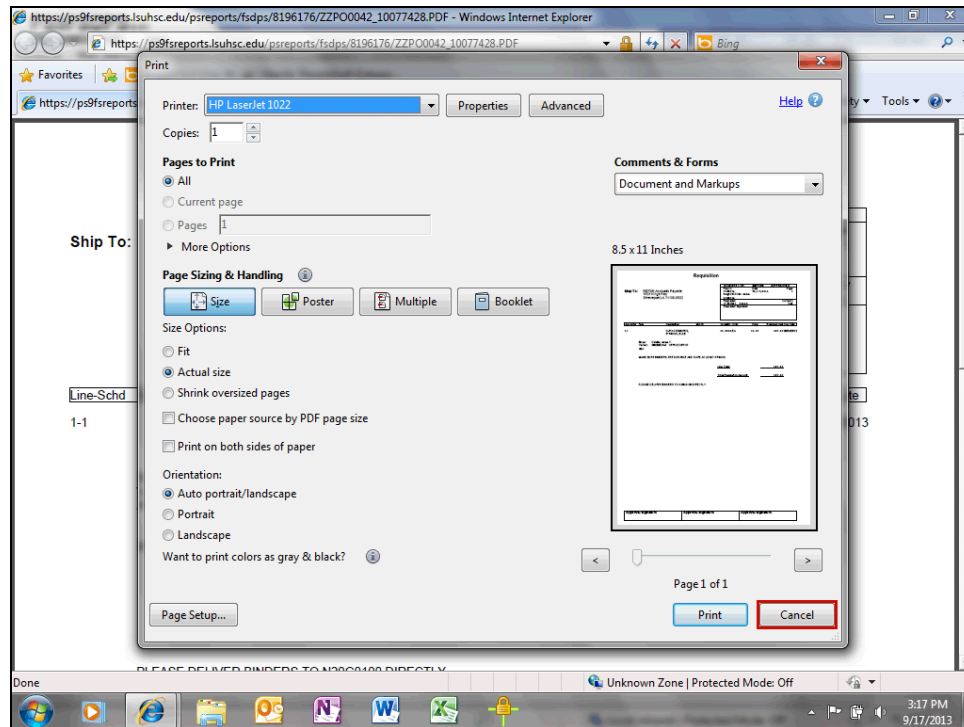 https://ps9fsreports.lsuhsc.edu/psreports/fsdps/8196176/ZZPO0042_10077428.PDF - Windows Internet Explorer
https://ps9fsreports.lsuhsc.edu/psreports/fsdps/8196176/ZZPO0042_10077428.PDF
Bing
Favorites
https://ps9fsreports
Tools
Print
Printer: HP LaserJet 1022
Properties
Advanced
Help
Copies: 1
Pages to Print
All
Current page
Pages 1
More Options
Comments & Forms
Document and Markups
Ship To:
8.5 x 11 Inches
Page Sizing & Handling
Size
Poster
Multiple
Booklet
Size Options:
Fit
Actual size
Shrink oversized pages
Choose paper source by PDF page size
Print on both sides of paper
Orientation:
Auto portrait/landscape
Portrait
Landscape
Want to print colors as gray & black?
Requisition
Line-Schd
1-1
013
<
>
Page 1 of 1
Page Setup...
Print
Cancel
PLEASE DELIVER BINDERS TO N20C0100 DIRECTLY
Done
Unknown Zone | Protected Mode: Off
3:17 PM
9/17/2013